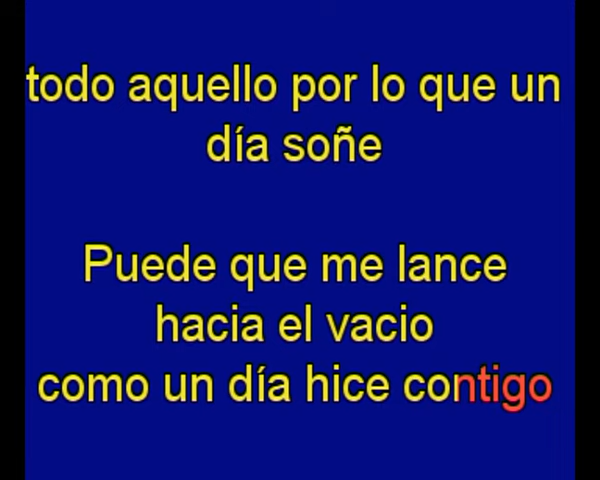 todo aquello por lo que un
día soñe
Puede que me lance
hacia el vacio
como un día hice contigo